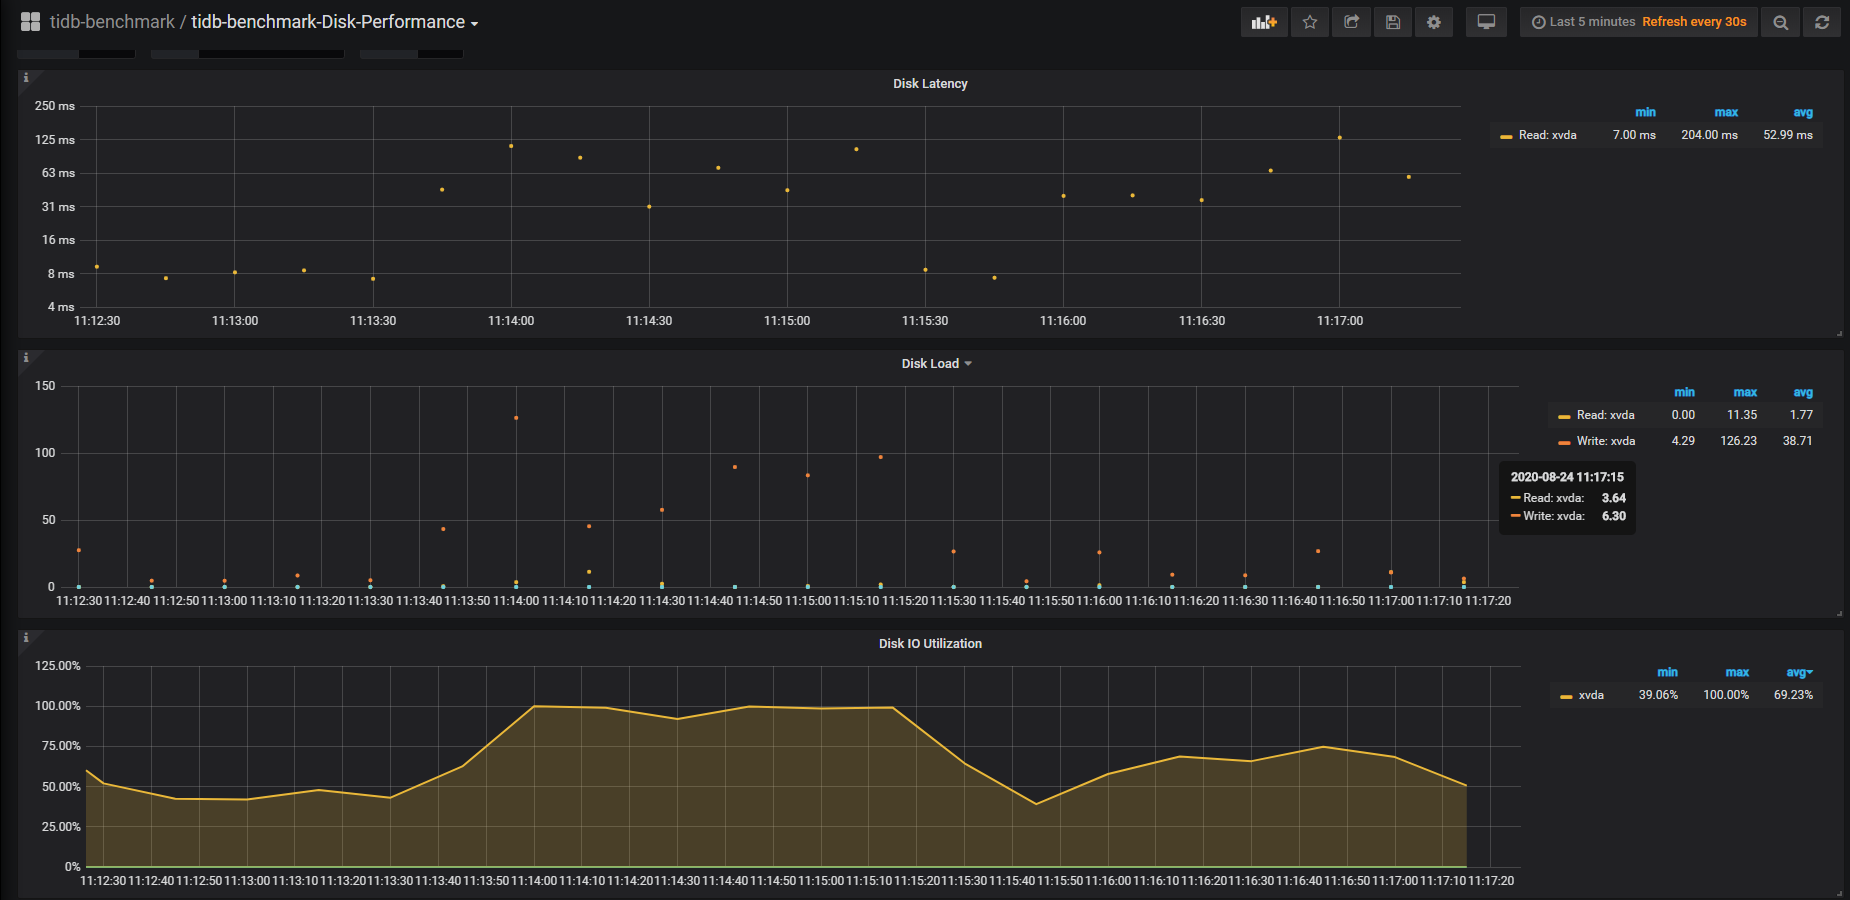 tidb-benchmark / tidb-benchmark-Disk-Performance
Last 5 minutes Refresh every 30s
Disk Latency
250 ms
125 ms
63 ms
31 ms
16 ms
8 ms
4 ms
11:12:30 11:13:00 11:13:30 11:14:00 11:14:30 11:15:00 11:15:30 11:16:00 11:16:30 11:17:00
min max avg
Read: xvda 7.00 ms 204.00 ms 52.99 ms
Disk Load
150
100
50
0
11:12:30 11:12:40 11:12:50 11:13:00 11:13:10 11:13:20 11:13:30 11:13:40 11:13:50 11:14:00 11:14:10 11:14:20 11:14:30 11:14:40 11:14:50 11:15:00 11:15:10 11:15:20 11:15:30 11:15:40 11:15:50 11:16:00 11:16:10 11:16:20 11:16:30 11:16:40 11:16:50 11:17:00 11:17:10 11:17:20
min max avg
Read: xvda 0.00 11.35 1.77
Write: xvda 4.29 126.23 38.71
2020-08-24 11:17:15
Read: xvda: 3.64
Write: xvda: 6.30
Disk IO Utilization
125.00%
100.00%
75.00%
50.00%
25.00%
0%
11:12:30 11:12:40 11:12:50 11:13:00 11:13:10 11:13:20 11:13:30 11:13:40 11:13:50 11:14:00 11:14:10 11:14:20 11:14:30 11:14:40 11:14:50 11:15:00 11:15:10 11:15:20 11:15:30 11:15:40 11:15:50 11:16:00 11:16:10 11:16:20 11:16:30 11:16:40 11:16:50 11:17:00 11:17:10 11:17:20
min max avg
xvda 39.06% 100.00% 69.23%